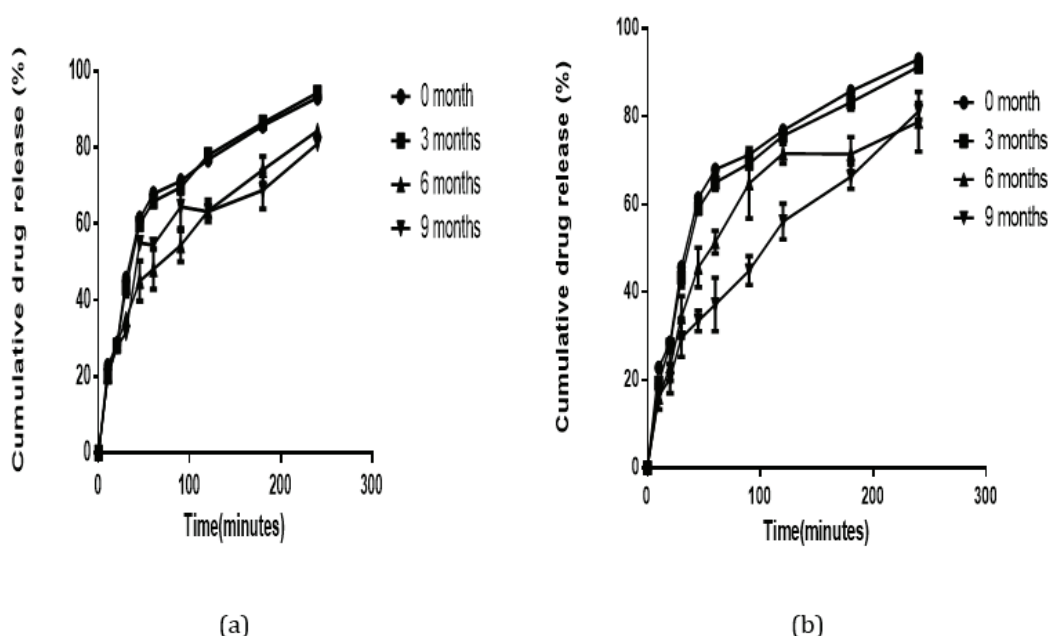 Cumulative drug release (%)
100
80
60
40
20
0
0
100
200
300
Time(minutes)
0 month
3 months
6 months
9 months
(a)
Cumulative drug release (%)
100
80
60
40
20
0
0
100
200
300
Time(minutes)
0 month
3 months
6 months
9 months
(b)